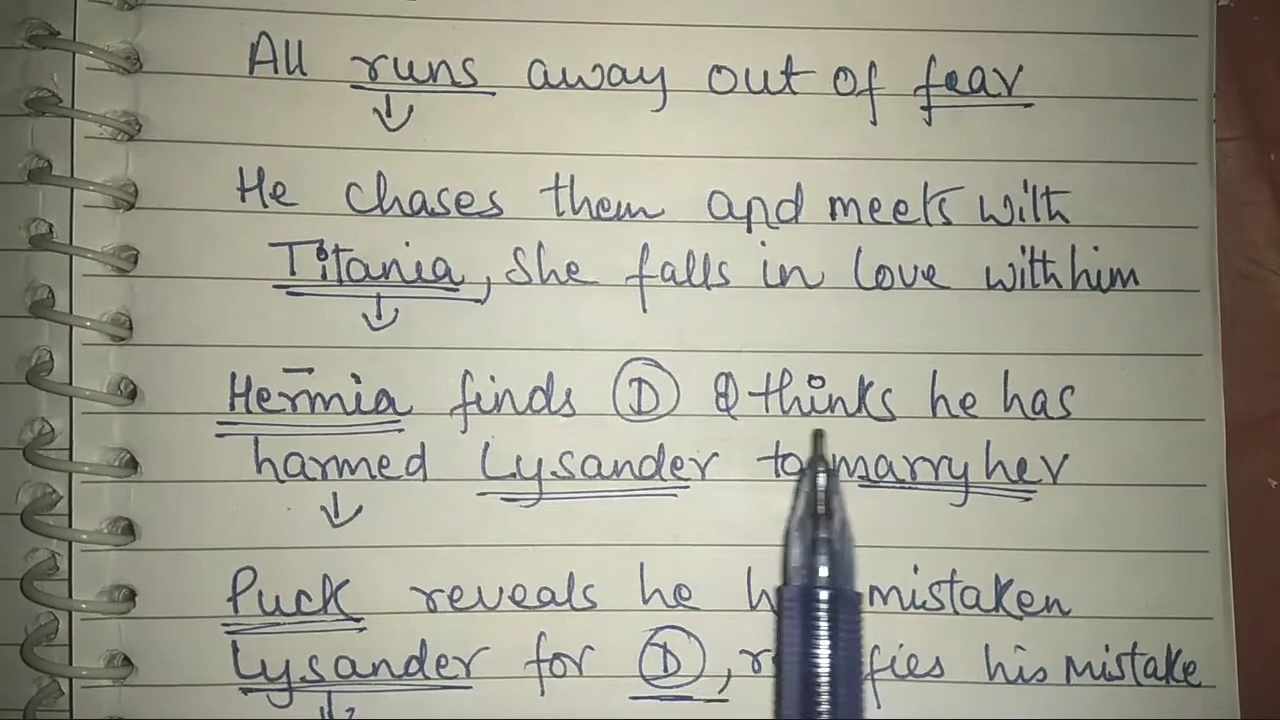 All runs away out of fear
He chases them and meets with
Titania, She falls in love with him
Hermia finds D & thinks he has
harmed Lysander to marry her
Puck reveals he mistaken
Lysander for D, his mistake